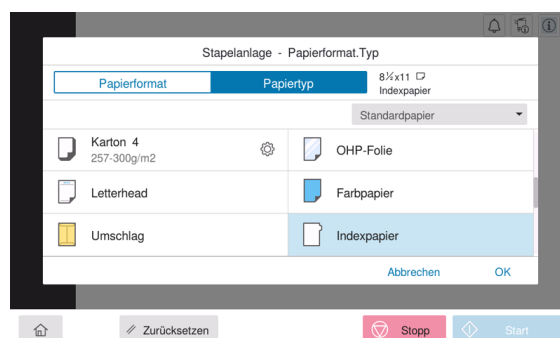 Stapelanlage - Papierformat.Typ
Papierformat
Papiertyp
8½x11
Indexpapier
Standardpapier
Karton 4
257-300g/m2
OHP-Folie
Letterhead
Farbpapier
Umschlag
Indexpapier
Abbrechen
OK
Zurücksetzen
Stopp
Start